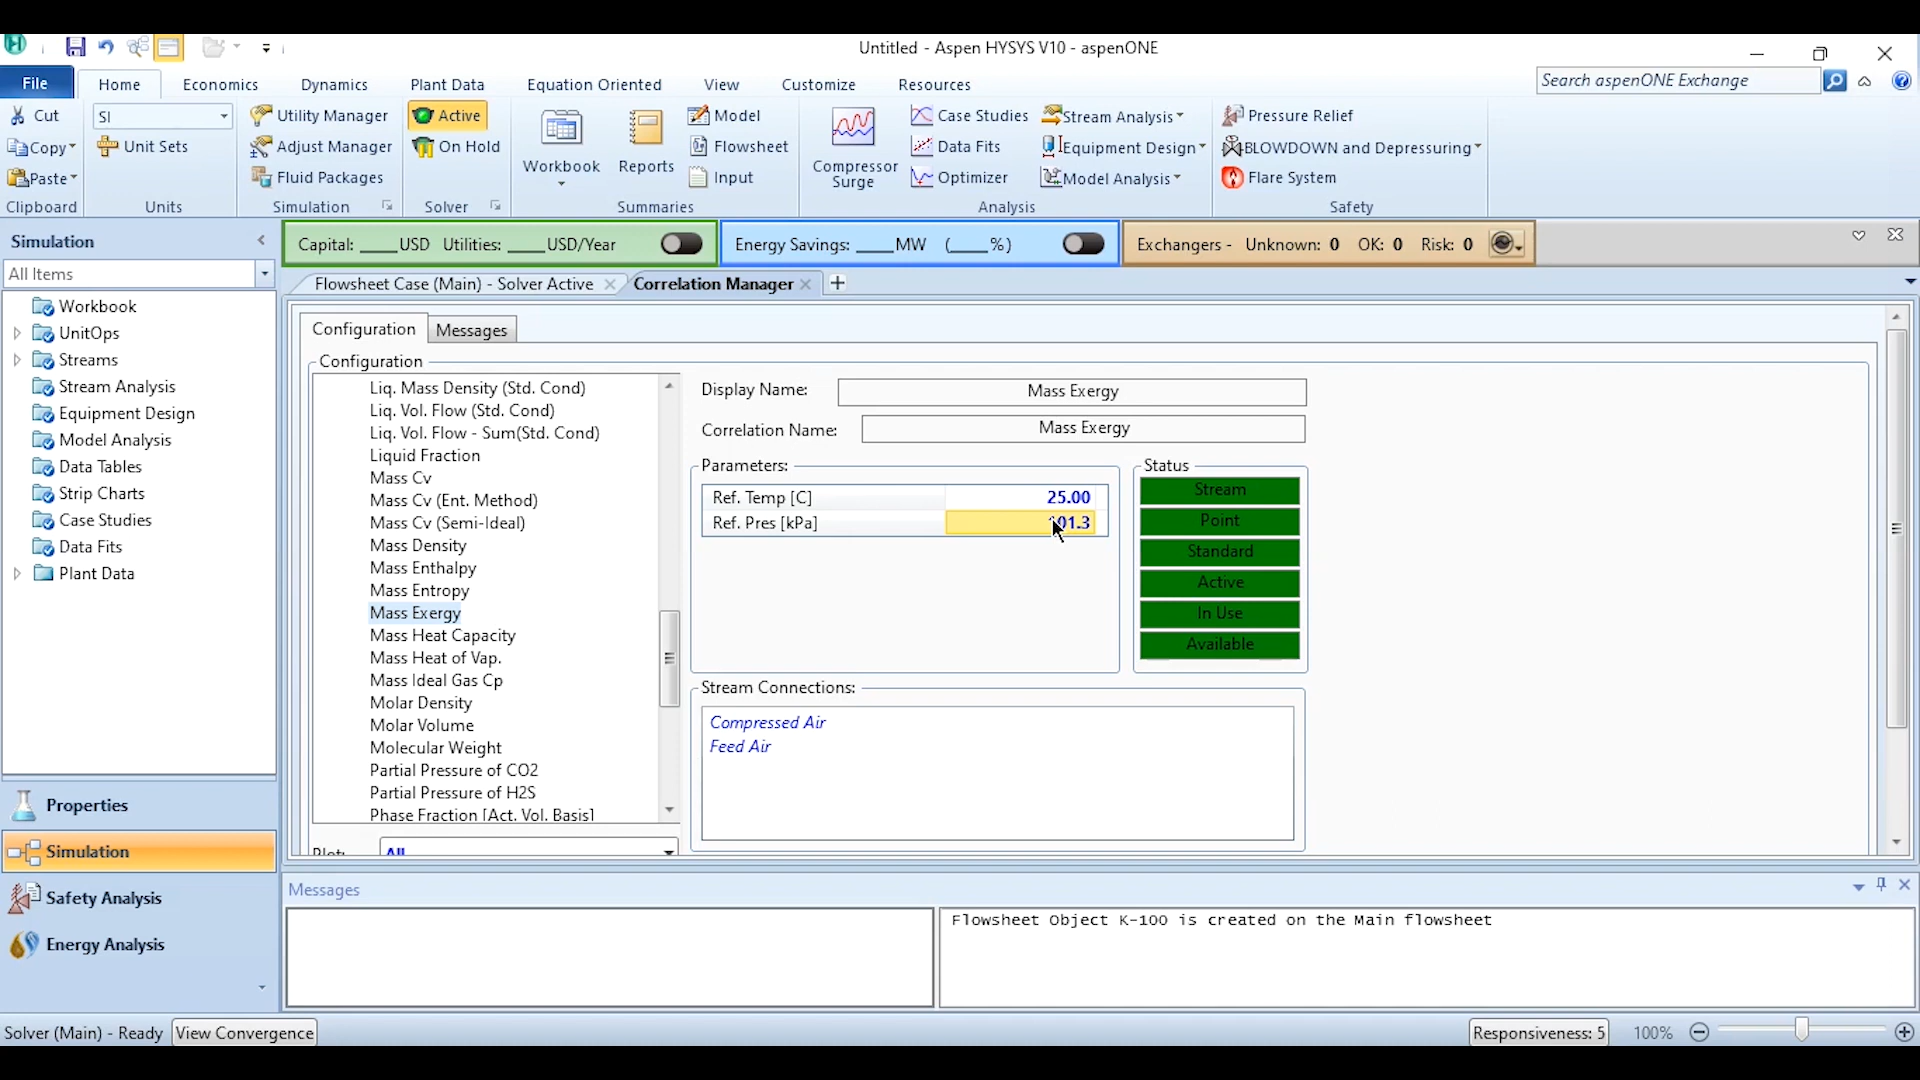 Untitled - Aspen HYSYS V10 - aspenONE
File Home Economics Dynamics Plant Data Equation Oriented View Customize Resources
Search aspenONE Exchange
Cut
Copy
Paste
Clipboard
SI
Unit Sets
Units
Utility Manager
Adjust Manager
Fluid Packages
Simulation
Active
On Hold
Solver
Workbook
Reports
Model
Flowsheet
Input
Summaries
Compressor
Surge
Case Studies
Data Fits
Optimizer
Stream Analysis
Equipment Design
Model Analysis
Analysis
Pressure Relief
BLOWDOWN and Depressuring
Flare System
Safety
Simulation
All Items
Workbook
UnitOps
Streams
Stream Analysis
Equipment Design
Model Analysis
Data Tables
Strip Charts
Case Studies
Data Fits
Plant Data
Properties
Simulation
Safety Analysis
Energy Analysis
Capital: ____USD Utilities: ____USD/Year
Energy Savings: ____MW (____%)
Exchangers - Unknown: 0 OK: 0 Risk: 0
Flowsheet Case (Main) - Solver Active
Correlation Manager
Configuration
Messages
Configuration
Liq. Mass Density (Std. Cond)
Liq. Vol. Flow (Std. Cond)
Liq. Vol. Flow - Sum(Std. Cond)
Liquid Fraction
Mass Cv
Mass Cv (Ent. Method)
Mass Cv (Semi-Ideal)
Mass Density
Mass Enthalpy
Mass Entropy
Mass Exergy
Mass Heat Capacity
Mass Heat of Vap.
Mass Ideal Gas Cp
Molar Density
Molar Volume
Molecular Weight
Partial Pressure of CO2
Partial Pressure of H2S
Phase Fraction [Act. Vol. Basis]
Plot: All
Display Name: Mass Exergy
Correlation Name: Mass Exergy
Parameters:
Ref. Temp [C] 25.00
Ref. Pres [kPa] 101.3
Status
Stream
Point
Standard
Active
In Use
Available
Stream Connections:
Compressed Air
Feed Air
Messages
Flowsheet Object K-100 is created on the Main flowsheet
Solver (Main) - Ready View Convergence
Responsiveness: 5 100%